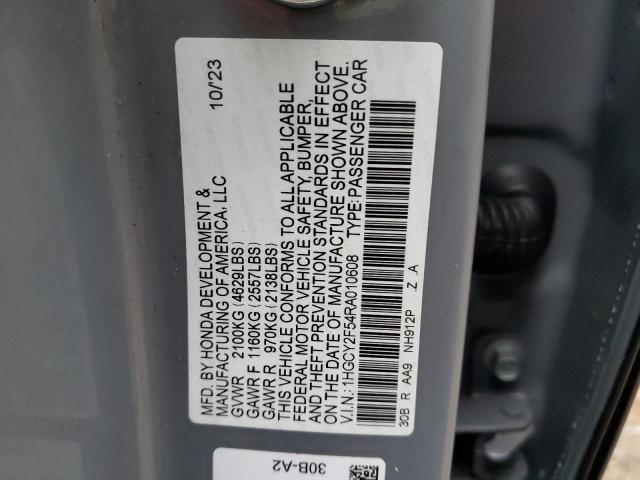 MFD. BY HONDA DEVELOPMENT & 10/'23
MANUFACTURING OF AMERICA, LLC
GVWR 2100KG (4629LBS)
GAWR F 1160KG (2557LBS)
GAWR R 970KG (2138LBS)
THIS VEHICLE CONFORMS TO ALL APPLICABLE
FEDERAL MOTOR VEHICLE SAFETY, BUMPER,
AND THEFT PREVENTION STANDARDS IN EFFECT
ON THE DATE OF MANUFACTURE SHOWN ABOVE.
V.I.N.: 1HGCY2F54RA010608 TYPE: PASSENGER CAR
30B R AA9 NH912P .Z .A
30B-A2